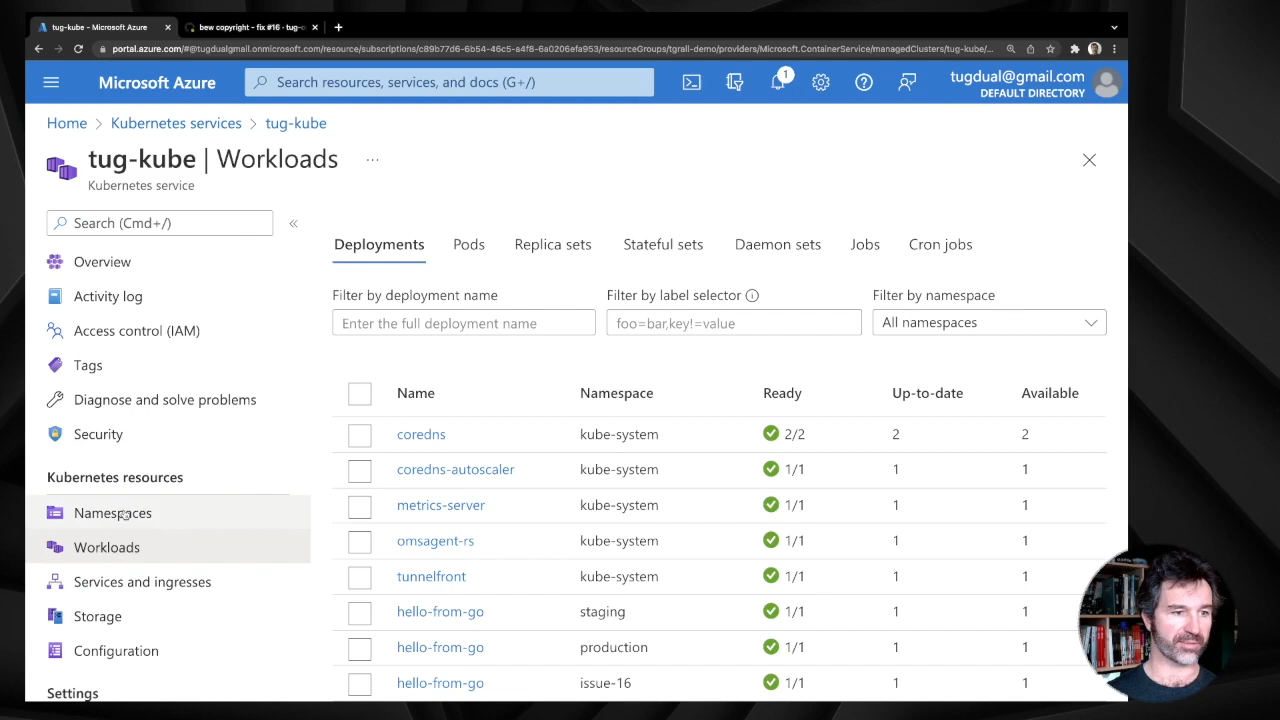 tug-kube - Microsoft Azure
bew copyright - fix #16 · tug-
portal.azure.com/#@tugdualgmail.onmicrosoft.com/resource/subscriptions/c89b77d6-6b54-46c5-a4f8-6a0206efa953/resourceGroups/tgrall-demo/providers/Microsoft.ContainerService/managedClusters/tug-kube/...
Microsoft Azure
Search resources, services, and docs (G+/)
1
tugdual@gmail.com
DEFAULT DIRECTORY
Home > Kubernetes services > tug-kube
tug-kube | Workloads ...
Kubernetes service
Search (Cmd+/)
«
Overview
Activity log
Access control (IAM)
Tags
Diagnose and solve problems
Security
Kubernetes resources
Namespaces
Workloads
Services and ingresses
Storage
Configuration
Settings
Deployments Pods Replica sets Stateful sets Daemon sets Jobs Cron jobs
Filter by deployment name Filter by label selector Filter by namespace
Enter the full deployment name foo=bar,key!=value All namespaces
Name Namespace Ready Up-to-date Available
coredns kube-system 2/2 2 2
coredns-autoscaler kube-system 1/1 1 1
metrics-server kube-system 1/1 1 1
omsagent-rs kube-system 1/1 1 1
tunnelfront kube-system 1/1 1 1
hello-from-go staging 1/1 1 1
hello-from-go production 1/1 1 1
hello-from-go issue-16 1/1 1 1